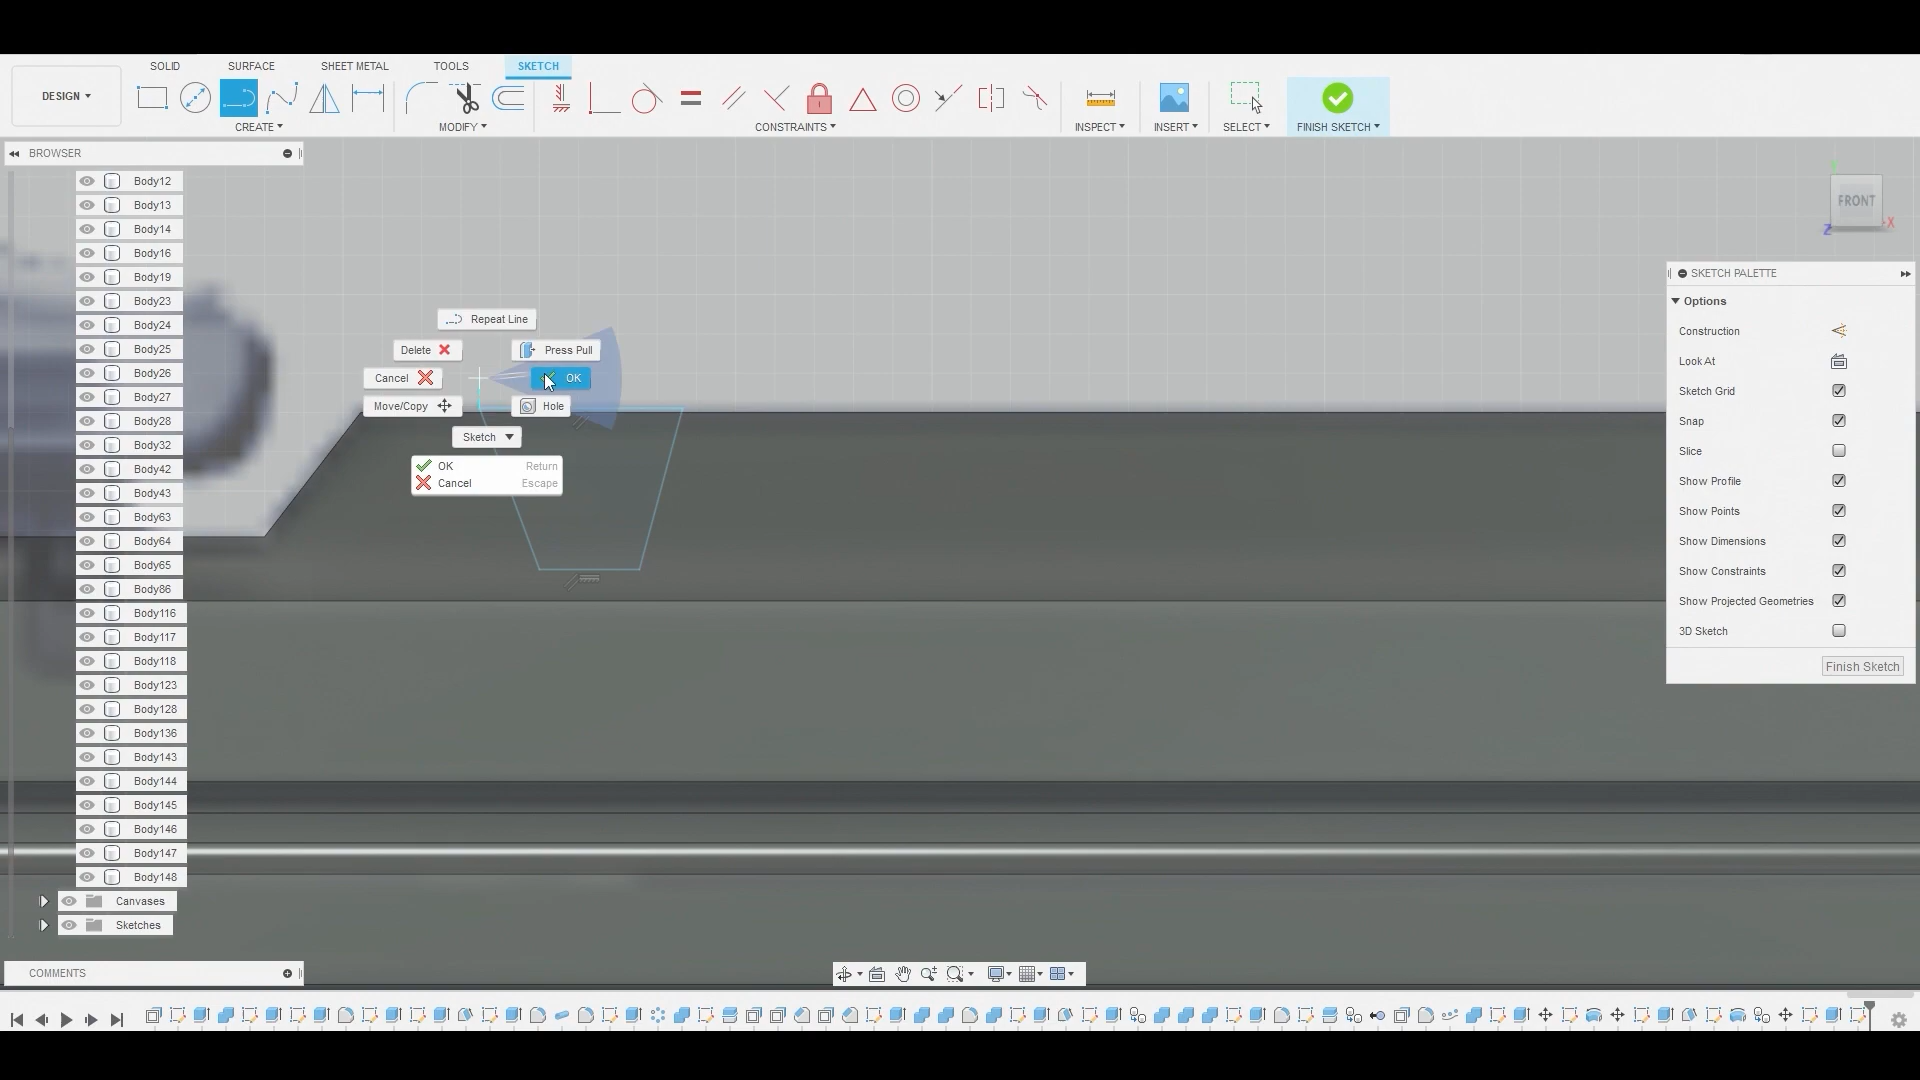 SOLID SURFACE SHEET METAL TOOLS SKETCH
DESIGN
CREATE MODIFY CONSTRAINTS INSPECT INSERT SELECT FINISH SKETCH
BROWSER
Body12
Body13
Body14
Body16
Body19
Body23
Body24
Body25
Body26
Body27
Body28
Body32
Body42
Body43
Body63
Body64
Body65
Body86
Body116
Body117
Body118
Body123
Body128
Body136
Body143
Body144
Body145
Body146
Body147
Body148
Canvases
Sketches
COMMENTS
Repeat Line
Delete
Press Pull
Cancel
OK
Move/Copy
Hole
Sketch
OK Return
Cancel Escape
FRONT
X
Z
Y
SKETCH PALETTE
Options
Construction
Look At
Sketch Grid
Snap
Slice
Show Profile
Show Points
Show Dimensions
Show Constraints
Show Projected Geometries
3D Sketch
Finish Sketch